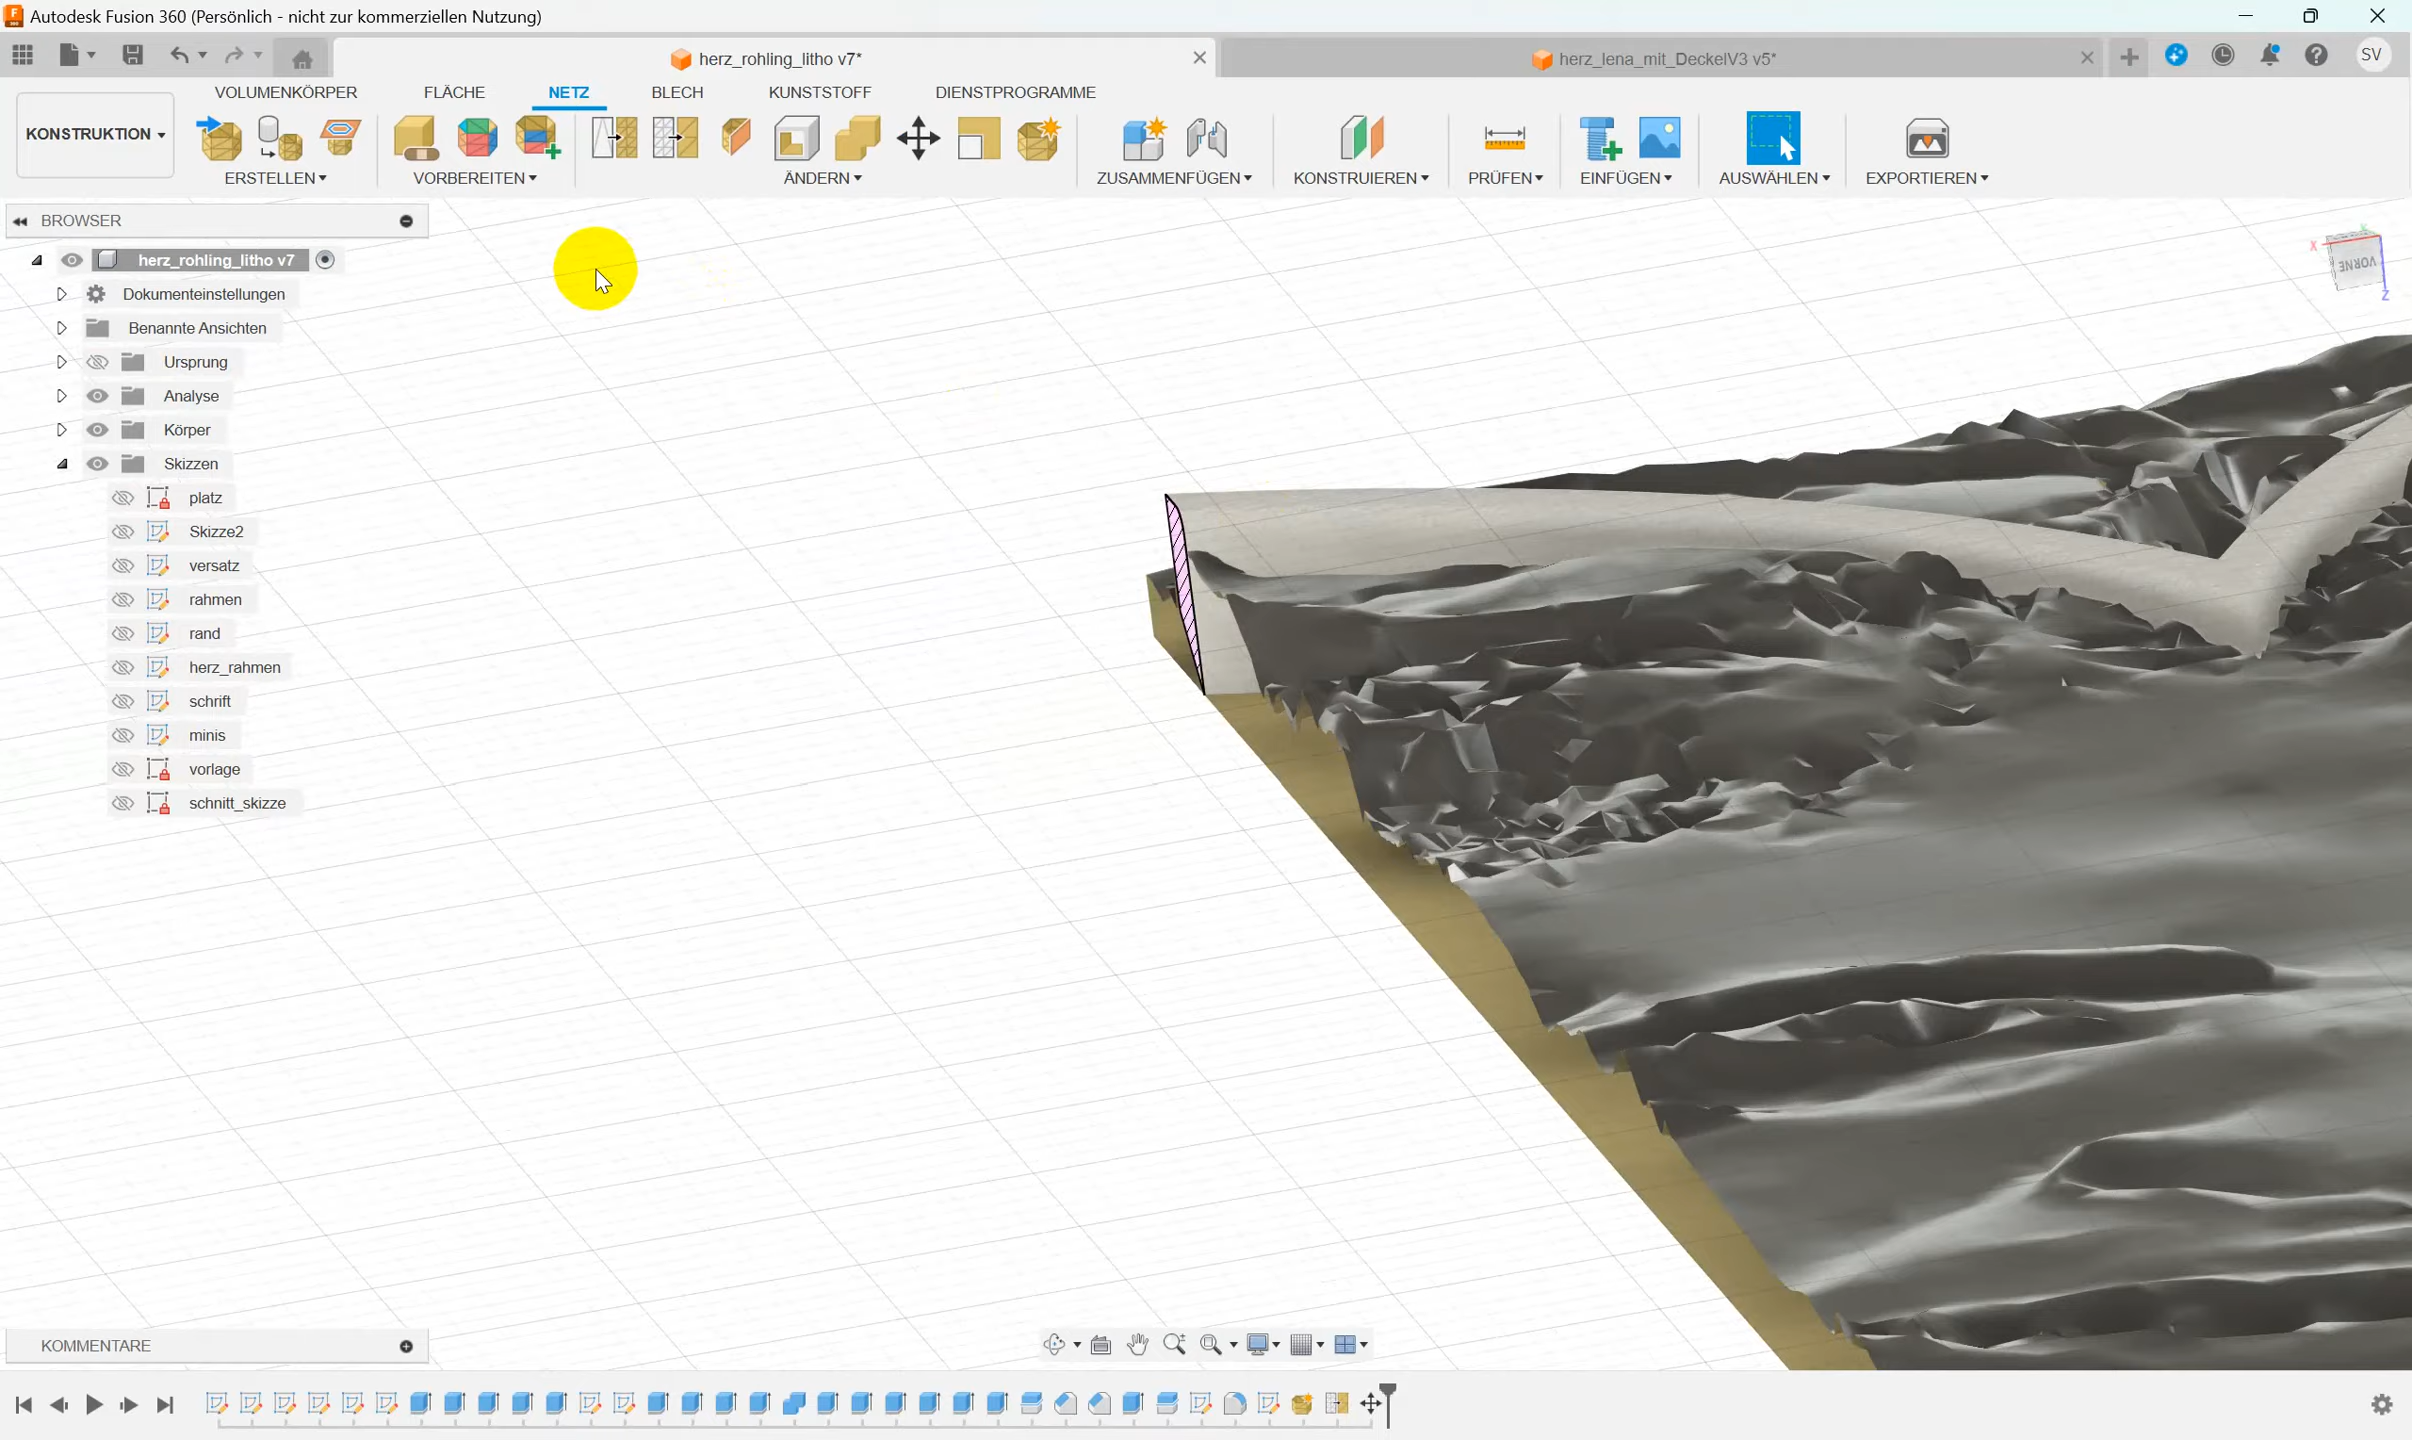 Autodesk Fusion 360 (Persönlich - nicht zur kommerziellen Nutzung)
herz_rohling_litho v7*
herz_lena_mit_DeckelV3 v5*
SV
VOLUMENKÖRPER FLÄCHE NETZ BLECH KUNSTSTOFF DIENSTPROGRAMME
KONSTRUKTION
ERSTELLEN VORBEREITEN ÄNDERN ZUSAMMENFÜGEN KONSTRUIEREN PRÜFEN EINFÜGEN AUSWÄHLEN EXPORTIEREN
BROWSER
herz_rohling_litho v7
Dokumenteinstellungen
Benannte Ansichten
Ursprung
Analyse
Körper
Skizzen
platz
Skizze2
versatz
rahmen
rand
herz_rahmen
schrift
minis
vorlage
schnitt_skizze
X
VORNE
Z
KOMMENTARE